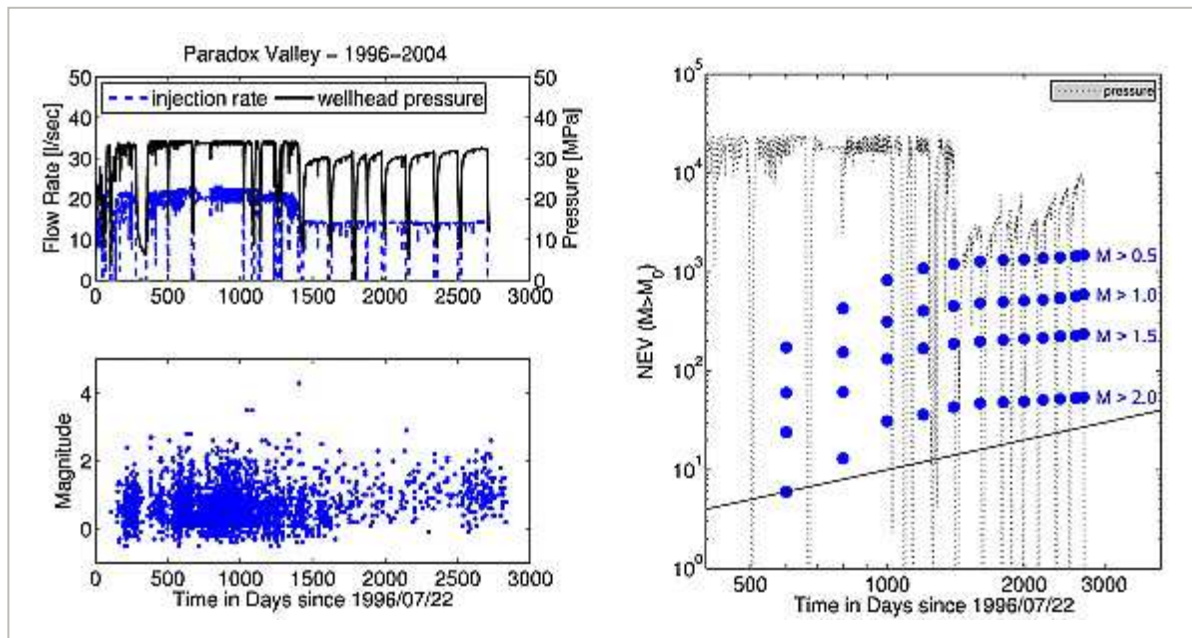 Paradox Valley – 1996–2004
50
40
30
20
10
0
Flow Rate [l/sec]
injection rate
wellhead pressure
50
40
30
20
10
0
Pressure [MPa]
0 500 1000 1500 2000 2500 3000
4
2
0
Magnitude
0 500 1000 1500 2000 2500 3000
Time in Days since 1996/07/22
10^5
10^4
10^3
10^2
10^1
10^0
NEV (M>M_0)
pressure
M > 0.5
M > 1.0
M > 1.5
M > 2.0
500 1000 2000 3000
Time in Days since 1996/07/22